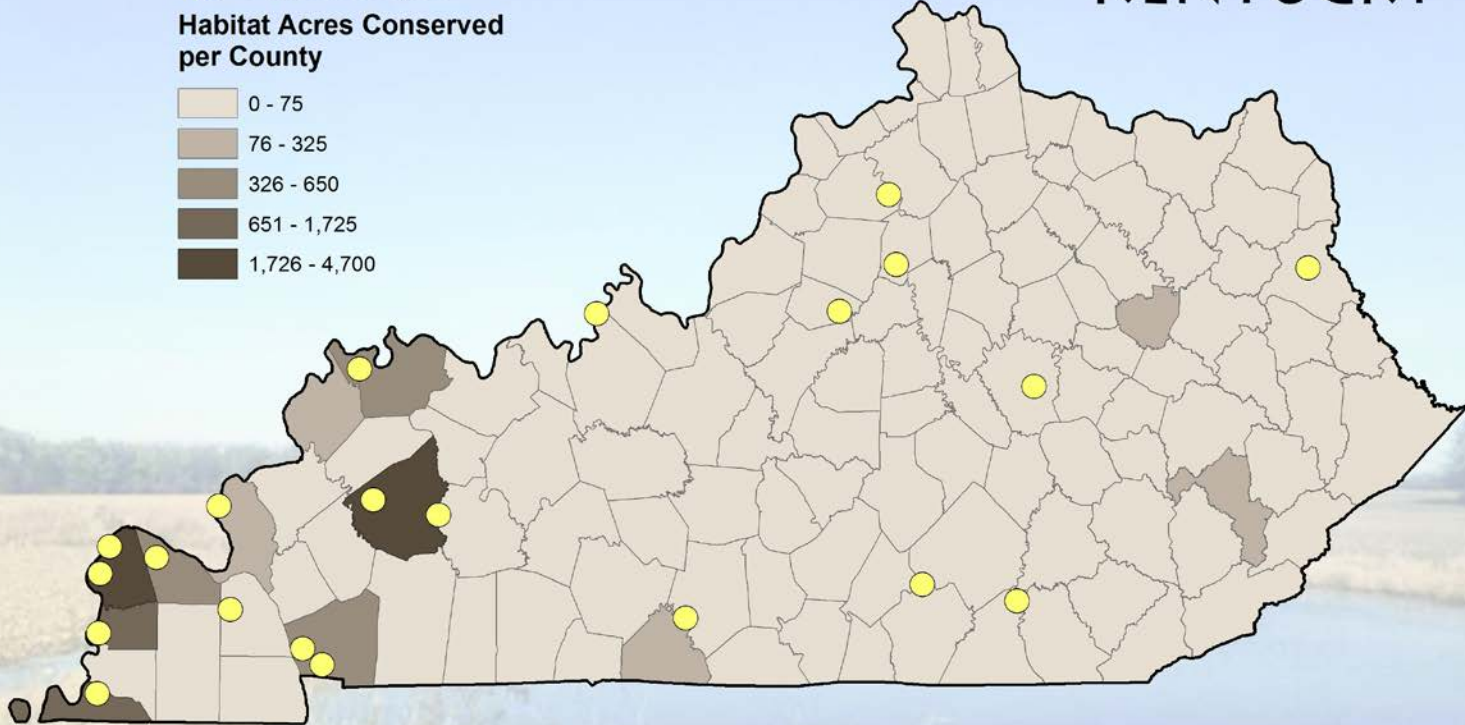 Habitat Acres Conserved
per County
0 - 75
76 - 325
326 - 650
651 - 1,725
1,726 - 4,700